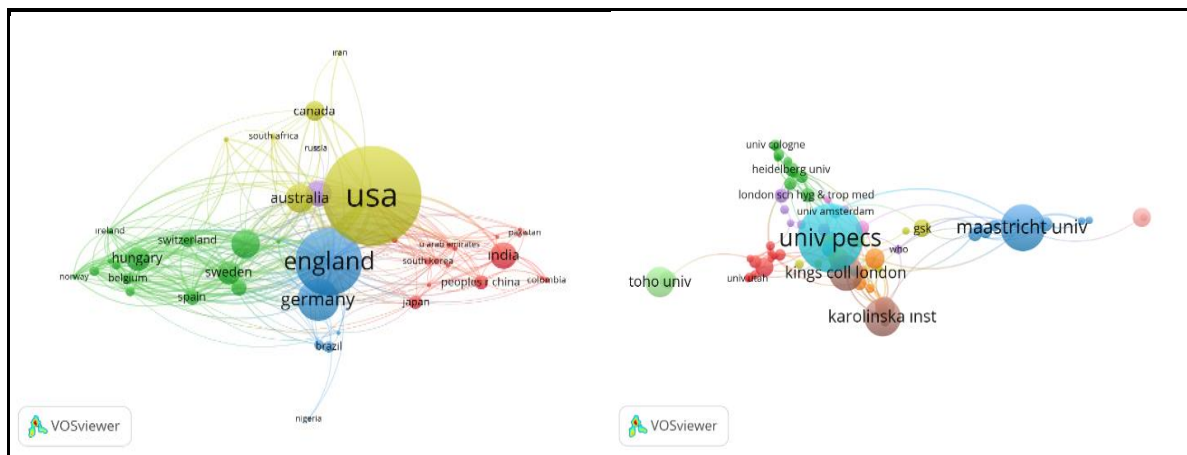 iran
canada
south africa
russia
usa
australia
ireland
switzerland
hungary
england
sweden
norway
belgium
spain
germany
u arab emirates
pakistan
south korea
india
peoples r china
colombia
japan
brazil
nigeria
VOSviewer
univ cologne
heidelberg univ
london sch hyg & trop med
univ amsterdam
univ pecs
gsk
maastricht univ
who
kings coll london
univ utah
toho univ
karolinska inst
VOSviewer